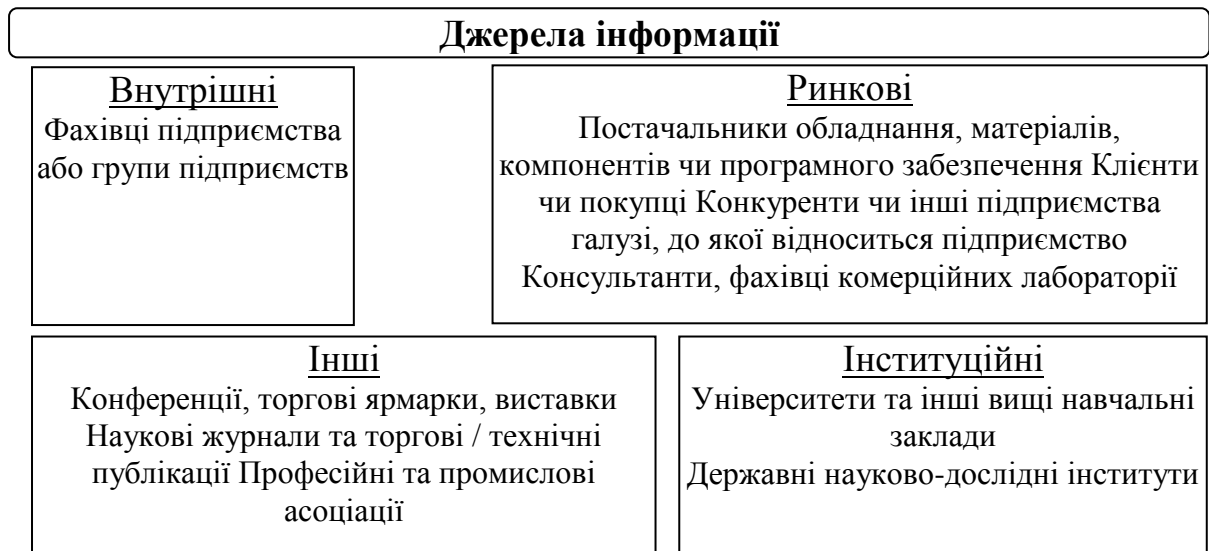 Джерела інформації
Внутрішні
Фахівці підприємства
або групи підприємств
Ринкові
Постачальники обладнання, матеріалів,
компонентів чи програмного забезпечення Клієнти
чи покупці Конкуренти чи інші підприємства
галузі, до якої відноситься підприємство
Консультанти, фахівці комерційних лабораторії
Інші
Конференції, торгові ярмарки, виставки
Наукові журнали та торгові / технічні
публікації Професійні та промислові
асоціації
Інституційні
Університети та інші вищі навчальні
заклади
Державні науково-дослідні інститути